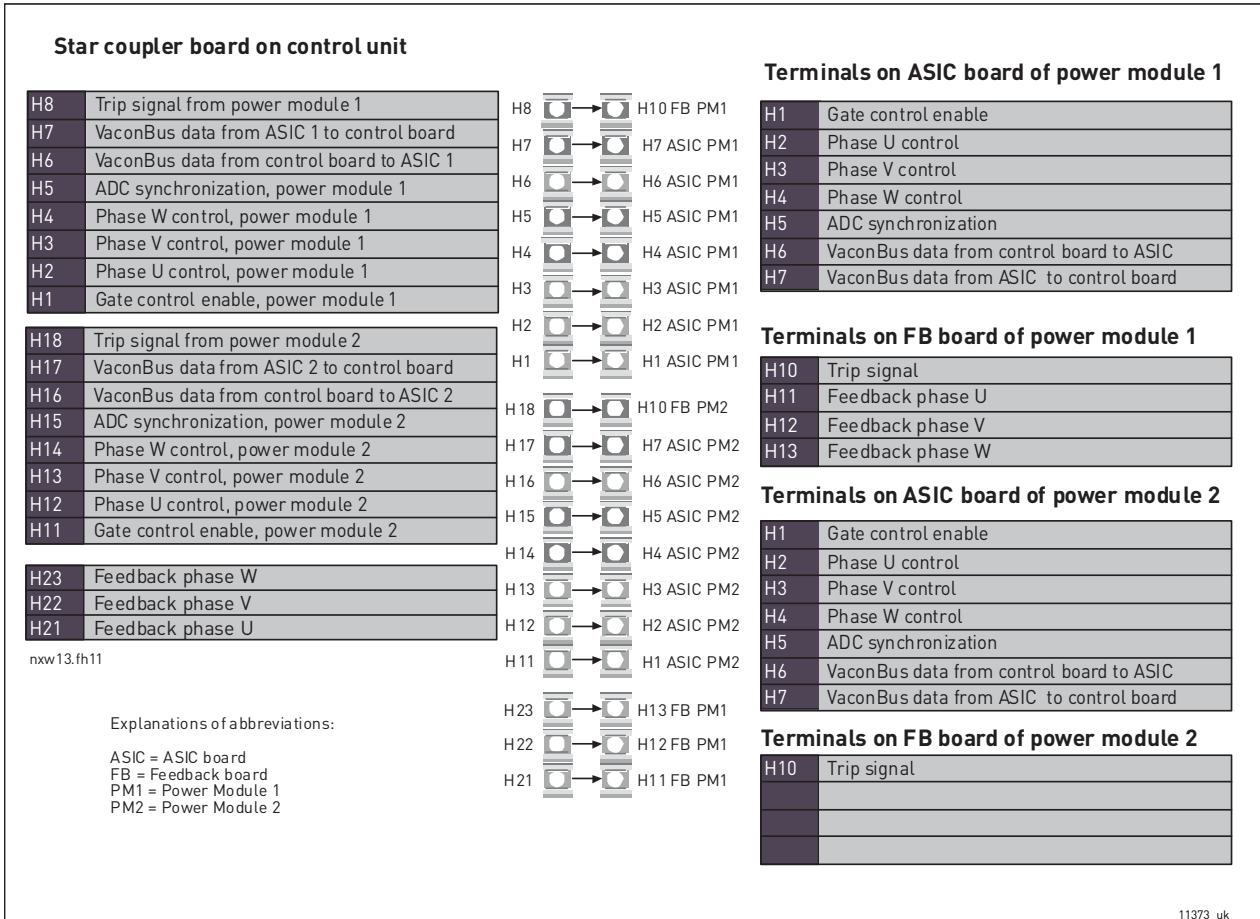 Star coupler board on control unit
H8 Trip signal from power module 1
H7 VaconBus data from ASIC 1 to control board
H6 VaconBus data from control board to ASIC 1
H5 ADC synchronization, power module 1
H4 Phase W control, power module 1
H3 Phase V control, power module 1
H2 Phase U control, power module 1
H1 Gate control enable, power module 1
H18 Trip signal from power module 2
H17 VaconBus data from ASIC 2 to control board
H16 VaconBus data from control board to ASIC 2
H15 ADC synchronization, power module 2
H14 Phase W control, power module 2
H13 Phase V control, power module 2
H12 Phase U control, power module 2
H11 Gate control enable, power module 2
H23 Feedback phase W
H22 Feedback phase V
H21 Feedback phase U
nxw13.fh11
Explanations of abbreviations:
ASIC = ASIC board
FB = Feedback board
PM1 = Power Module 1
PM2 = Power Module 2
H8 H10 FB PM1
H7 H7 ASIC PM1
H6 H6 ASIC PM1
H5 H5 ASIC PM1
H4 H4 ASIC PM1
H3 H3 ASIC PM1
H2 H2 ASIC PM1
H1 H1 ASIC PM1
H18 H10 FB PM2
H17 H7 ASIC PM2
H16 H6 ASIC PM2
H15 H5 ASIC PM2
H14 H4 ASIC PM2
H13 H3 ASIC PM2
H12 H2 ASIC PM2
H11 H1 ASIC PM2
H23 H13 FB PM1
H22 H12 FB PM1
H21 H11 FB PM1
Terminals on ASIC board of power module 1
H1 Gate control enable
H2 Phase U control
H3 Phase V control
H4 Phase W control
H5 ADC synchronization
H6 VaconBus data from control board to ASIC
H7 VaconBus data from ASIC to control board
Terminals on FB board of power module 1
H10 Trip signal
H11 Feedback phase U
H12 Feedback phase V
H13 Feedback phase W
Terminals on ASIC board of power module 2
H1 Gate control enable
H2 Phase U control
H3 Phase V control
H4 Phase W control
H5 ADC synchronization
H6 VaconBus data from control board to ASIC
H7 VaconBus data from ASIC to control board
Terminals on FB board of power module 2
H10 Trip signal
11373_uk